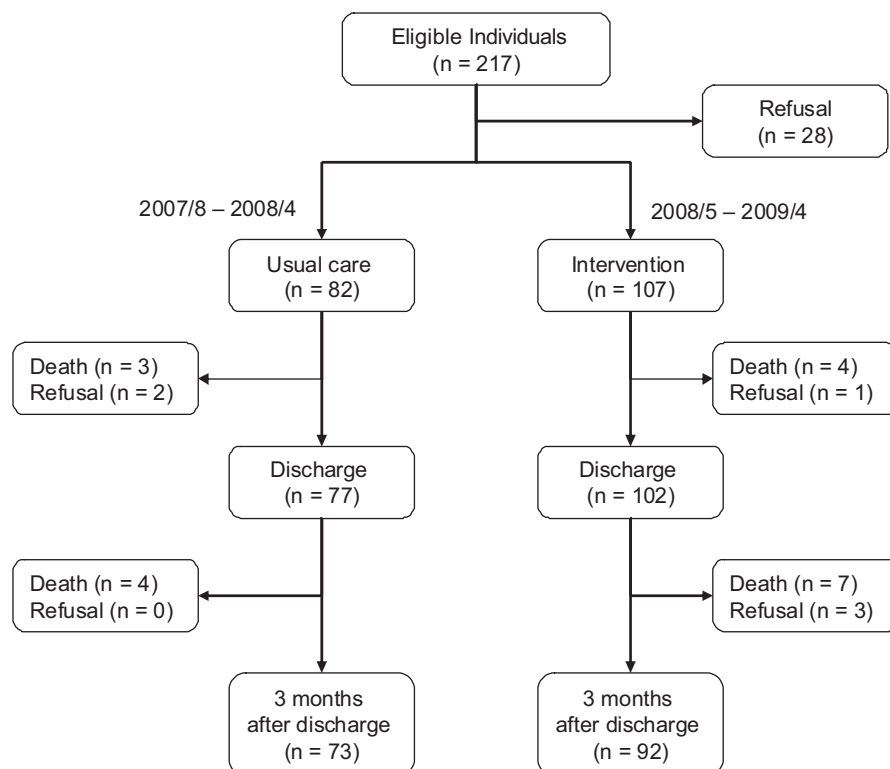 Eligible Individuals
(n = 217)
Refusal
(n = 28)
2007/8 – 2008/4
2008/5 – 2009/4
Usual care
(n = 82)
Intervention
(n = 107)
Death (n = 3)
Refusal (n = 2)
Death (n = 4)
Refusal (n = 1)
Discharge
(n = 77)
Discharge
(n = 102)
Death (n = 4)
Refusal (n = 0)
Death (n = 7)
Refusal (n = 3)
3 months
after discharge
(n = 73)
3 months
after discharge
(n = 92)